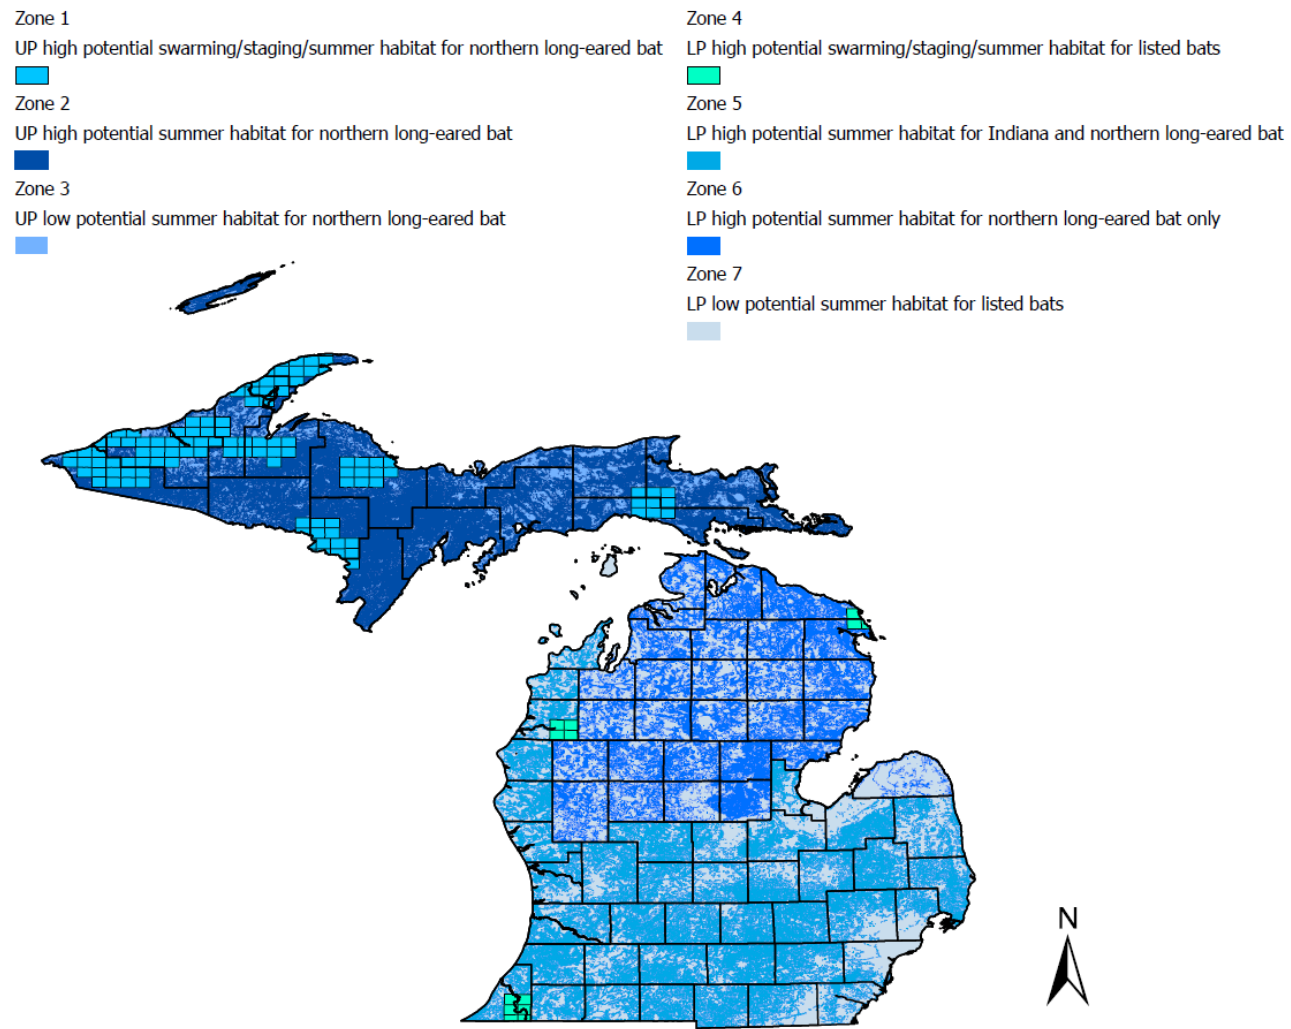 Zone 1
UP high potential swarming/staging/summer habitat for northern long-eared bat
Zone 2
UP high potential summer habitat for northern long-eared bat
Zone 3
UP low potential summer habitat for northern long-eared bat
Zone 4
LP high potential swarming/staging/summer habitat for listed bats
Zone 5
LP high potential summer habitat for Indiana and northern long-eared bat
Zone 6
LP high potential summer habitat for northern long-eared bat only
Zone 7
LP low potential summer habitat for listed bats
N